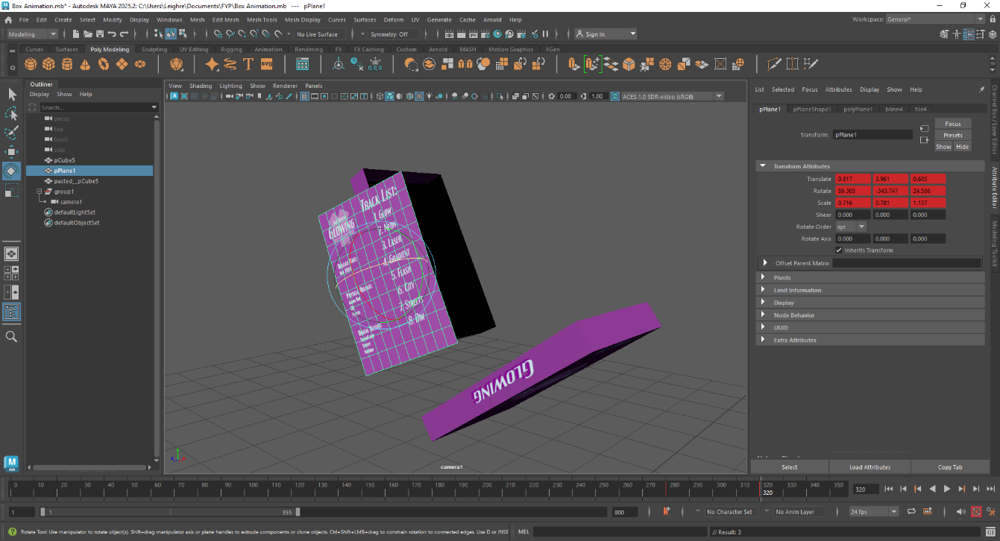 Box Animation.mb* - Autodesk MAYA 2025.2: C:\Users\Leighre\Documents\FYP\Box Animation.mb --- pPlane1
File Edit Create Select Modify Display Windows Mesh Edit Mesh Mesh Tools Mesh Display Curves Surfaces Deform UV Generate Cache Arnold Help
Workspace: General*
Modeling No Live Surface Symmetry: Off Sign In
Curves Surfaces Poly Modeling Sculpting UV Editing Rigging Animation Rendering FX FX Caching Custom Arnold MASH Motion Graphics XGen
SVG
Outliner
Display Show Help
Search...
persp
top
front
side
pCube5
pPlane1
pasted__pCube5
group1
camera1
defaultLightSet
defaultObjectSet
View Shading Lighting Show Renderer Panels
0.00 1.00 ACES 1.0 SDR-video (sRGB)
Track List:
1. Glow
2. Neon
3. Laser
4. Gradient
5. Flash
6. City
7. Streets
8. Dim
Glowing
Physical Release:
Digital Release:
Glowing
camera1
List Selected Focus Attributes Display Show Help
pPlane1 pPlaneShape1 polyPlane1 blinn4 file4
transform: pPlane1
Focus
Presets
Show Hide
Transform Attributes
Translate 0.817 3.961 0.605
Rotate 89.303 -343.747 24.586
Scale 0.716 0.781 1.137
Shear 0.000 0.000 0.000
Rotate Order xyz
Rotate Axis 0.000 0.000 0.000
Inherits Transform
Offset Parent Matrix
Pivots
Limit Information
Display
Node Behavior
UUID
Extra Attributes
Select Load Attributes Copy Tab
Channel Box / Layer Editor
Attribute Editor
Modeling Toolkit
0 10 20 30 40 50 60 70 80 90 100 110 120 130 140 150 160 170 180 190 200 210 220 230 240 250 260 270 280 290 300 310 320 330 340 350
320
320
1 1 355 800 No Character Set No Anim Layer 24 fps
Rotate Tool: Use manipulator to rotate object(s). Shift+drag manipulator axis or plane handles to extrude components or clone objects. Ctrl+Shift+LMB+drag to constrain rotation to connected edges. Use D or INSE
MEL
// Result: 3